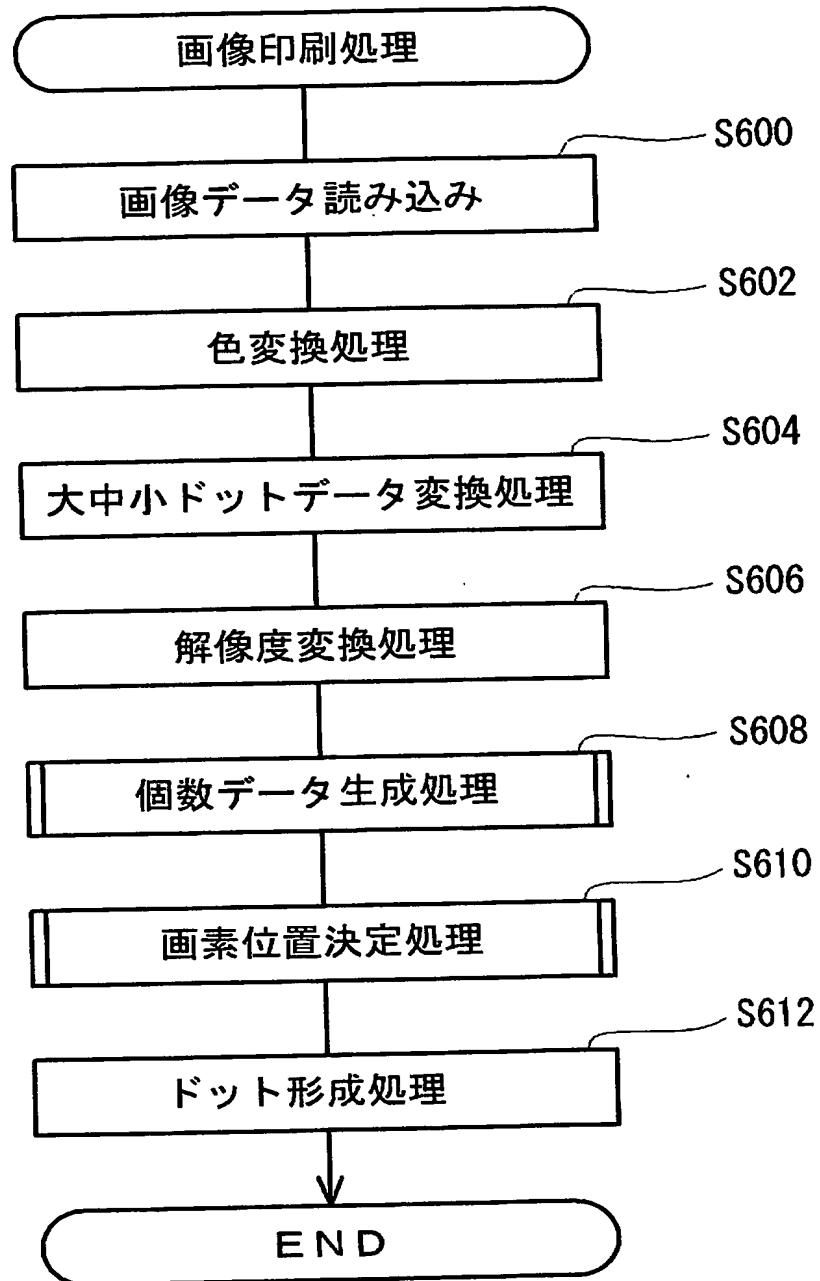 画像印刷処理
S600
画像データ読み込み
S602
色変換処理
S604
大中小ドットデータ変換処理
S606
解像度変換処理
S608
個数データ生成処理
S610
画素位置決定処理
S612
ドット形成処理
END